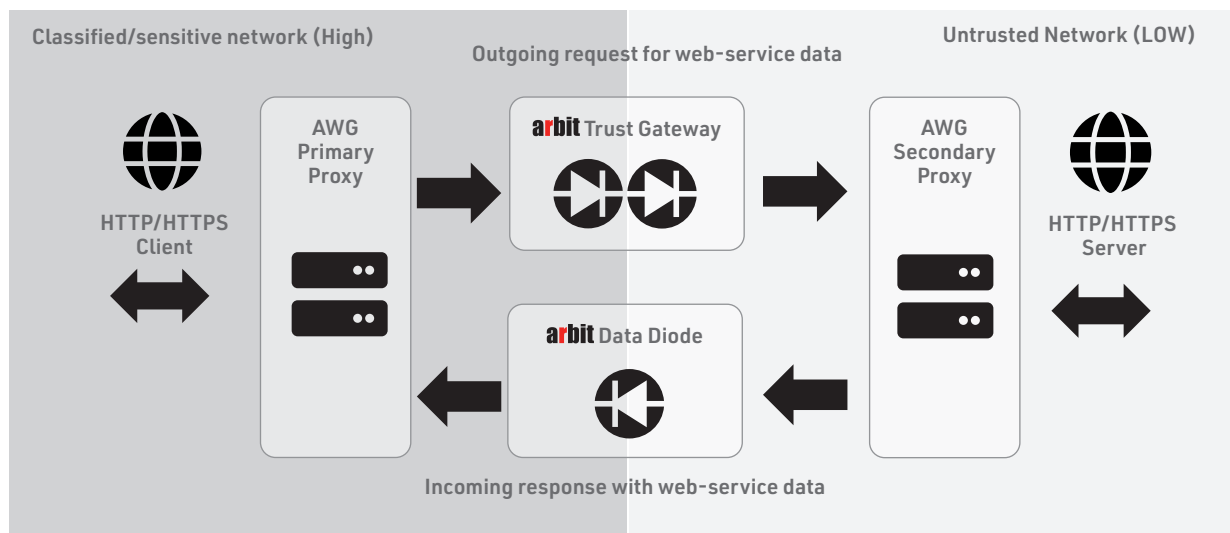 Classified/sensitive network (High)
Untrusted Network (LOW)
Outgoing request for web-service data
HTTP/HTTPS
Client
AWG
Primary
Proxy
arbit Trust Gateway
AWG
Secondary
Proxy
HTTP/HTTPS
Server
arbit Data Diode
Incoming response with web-service data